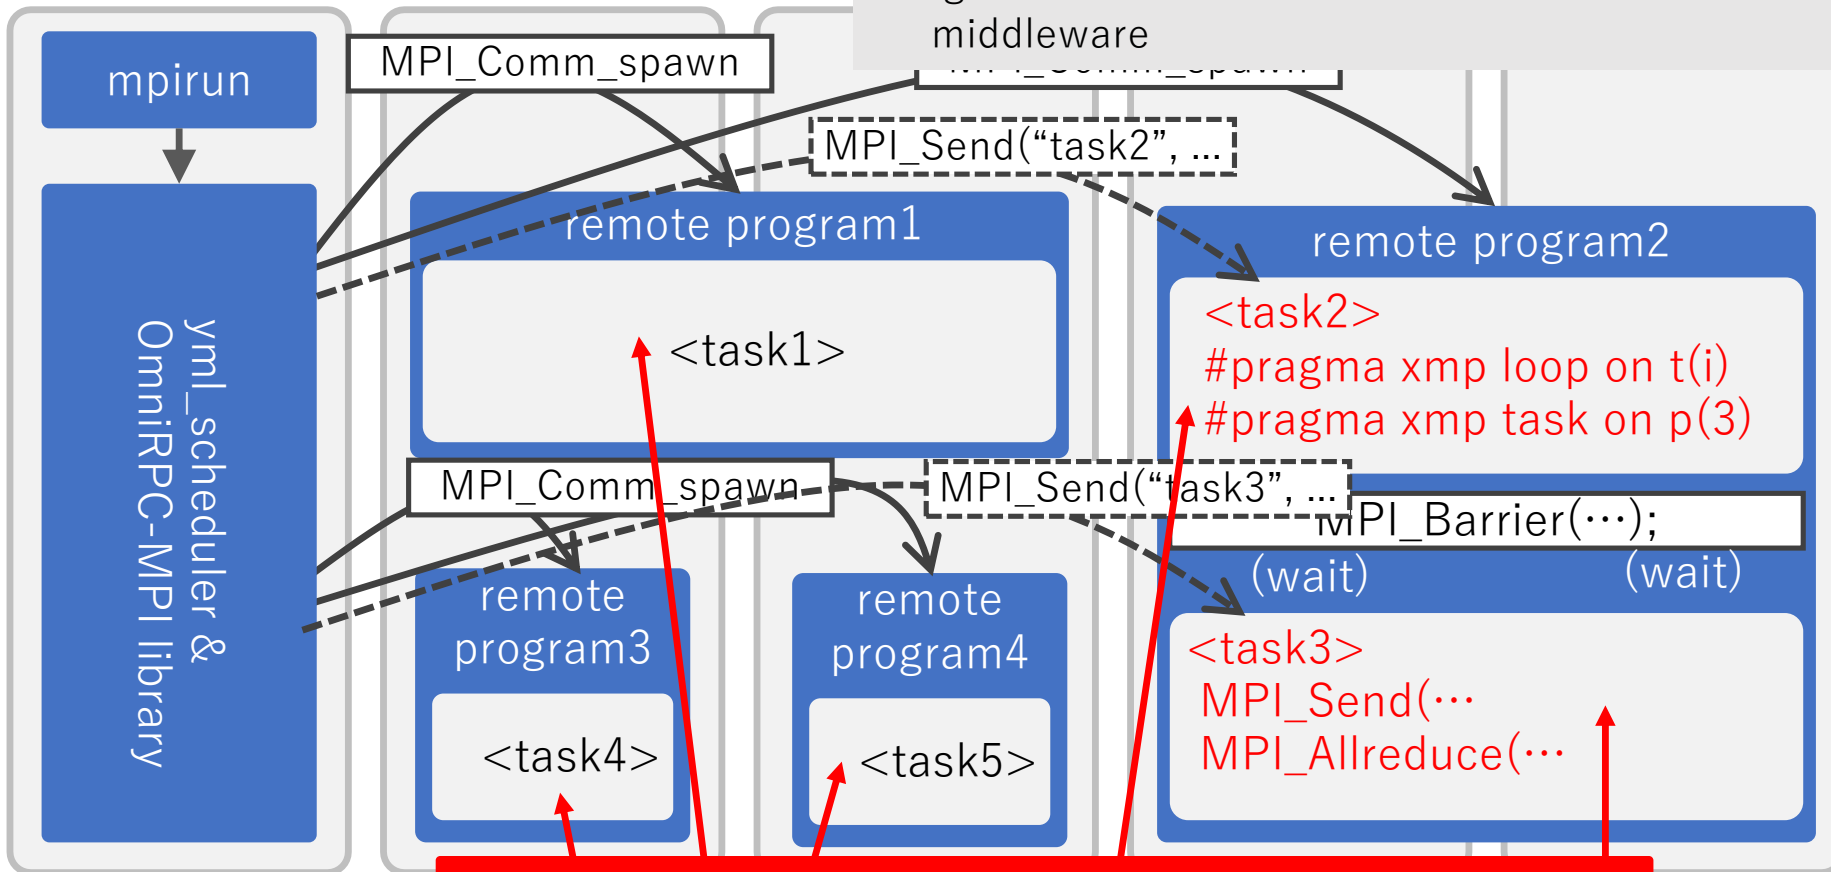 middleware
mpirun
MPI_Comm_spawn
MPI_Comm_spawn
MPI_Send(“task2”, ...
remote program1
remote program2
<task1>
<task2>
#pragma xmp loop on t(i)
#pragma xmp task on p(3)
yml_scheduler &
OmniRPC-MPI library
MPI_Comm_spawn
MPI_Send(“task3”, ...
MPI_Barrier(⋯);
(wait)
(wait)
remote
program3
remote
program4
<task4>
<task5>
<task3>
MPI_Send(⋯
MPI_Allreduce(⋯